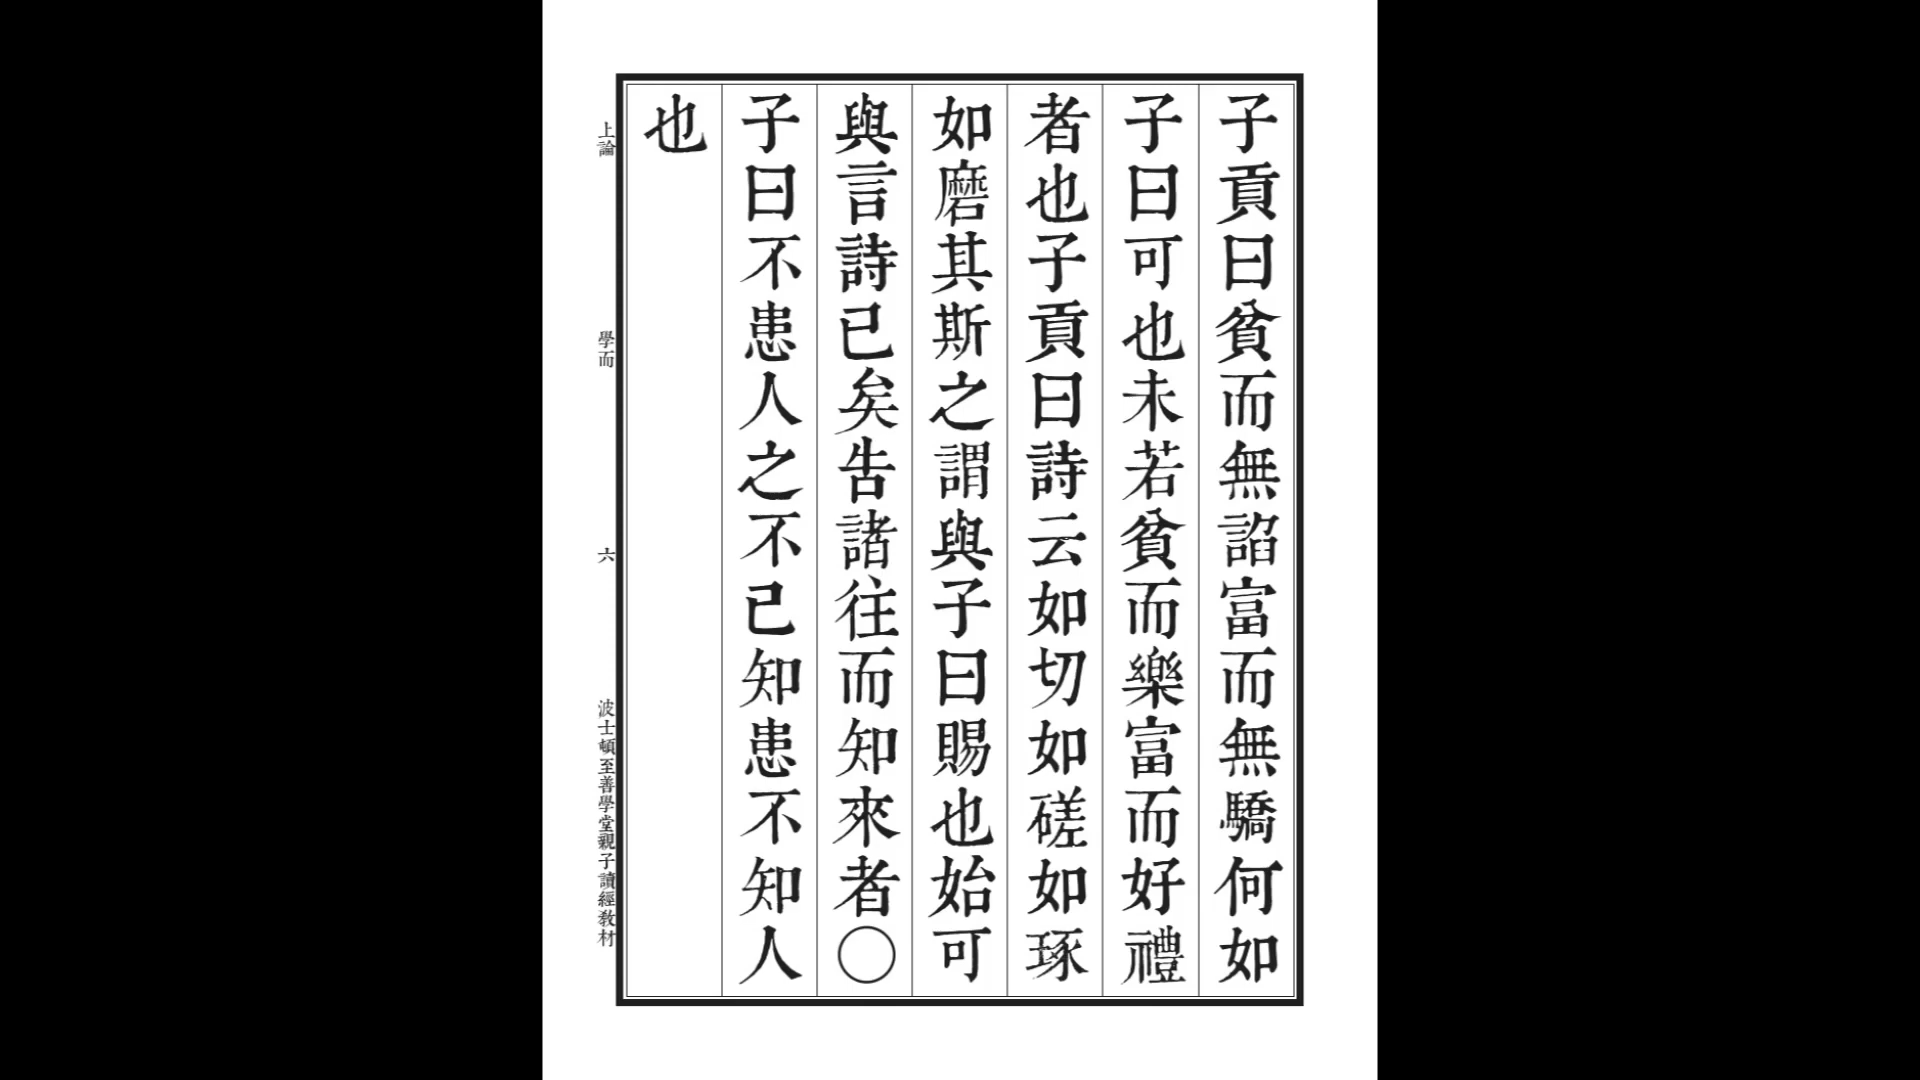 子貢曰貧而無諂富而無驕何如
子曰可也未若貧而樂富而好禮
者也子貢曰詩云如切如磋如琢
如磨其斯之謂與子曰賜也始可
與言詩已矣告諸往而知來者〇
子曰不患人之不己知患不知人
也
上論
學而
六
波士頓至善學堂親子讀經教材